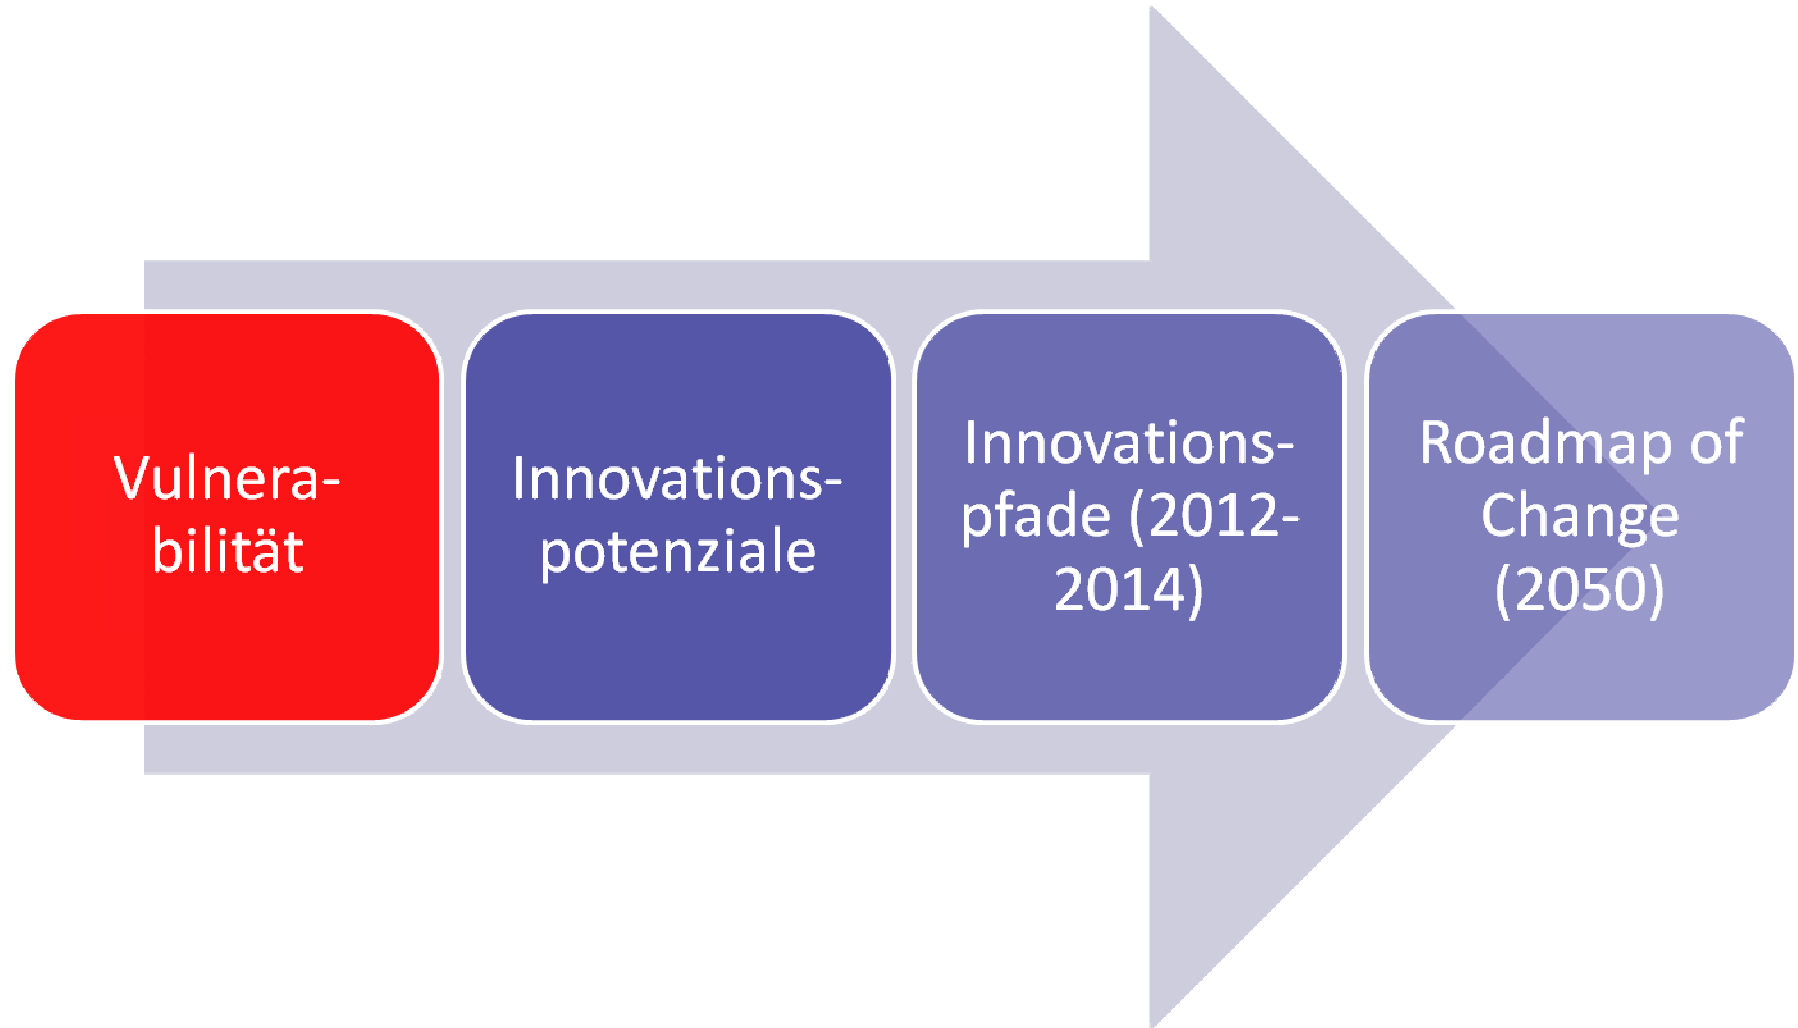 Vulnera-
bilität
Innovations-
potenziale
Innovations-
pfade (2012-
2014)
Roadmap of
Change
(2050)